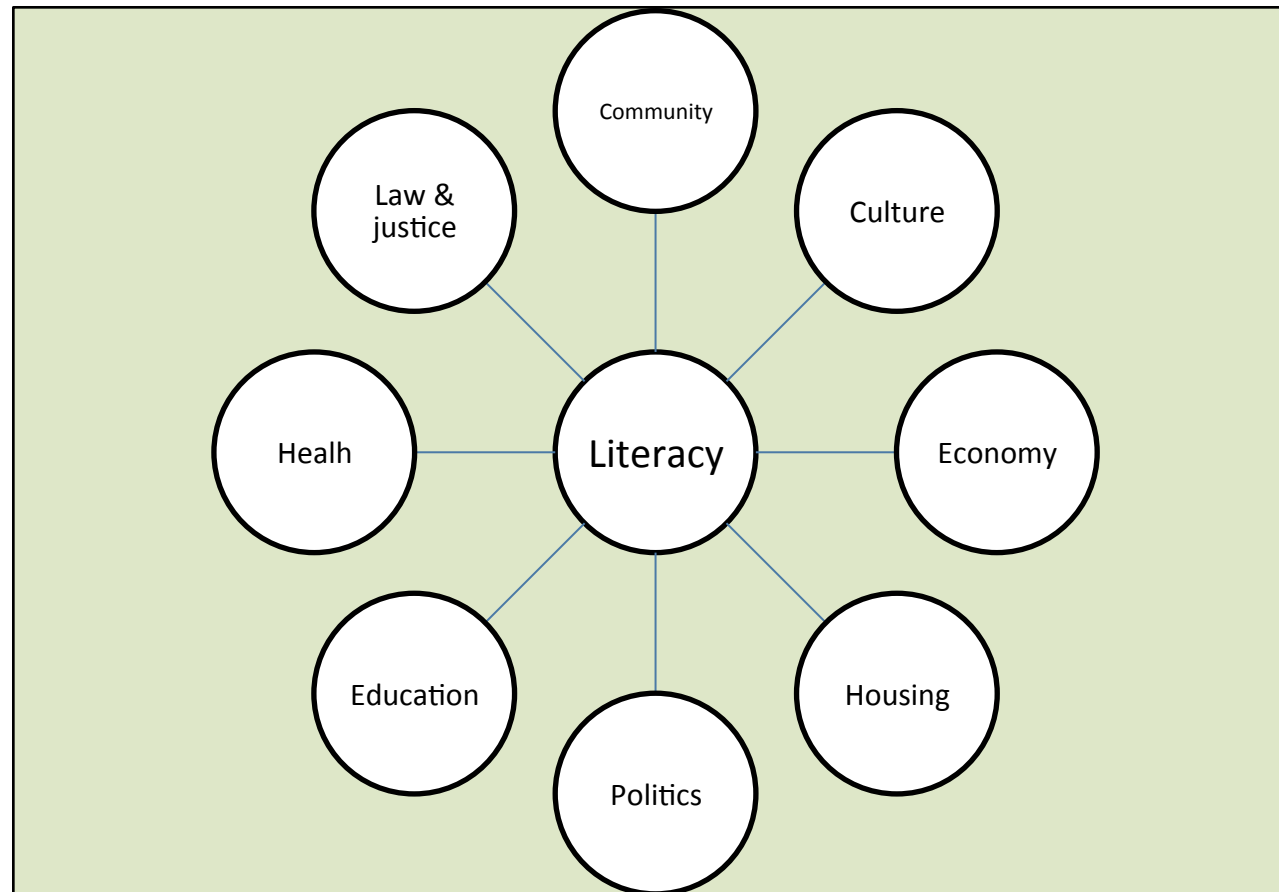 Community
Law &
justice
Culture
Healh
Literacy
Economy
Education
Housing
Politics